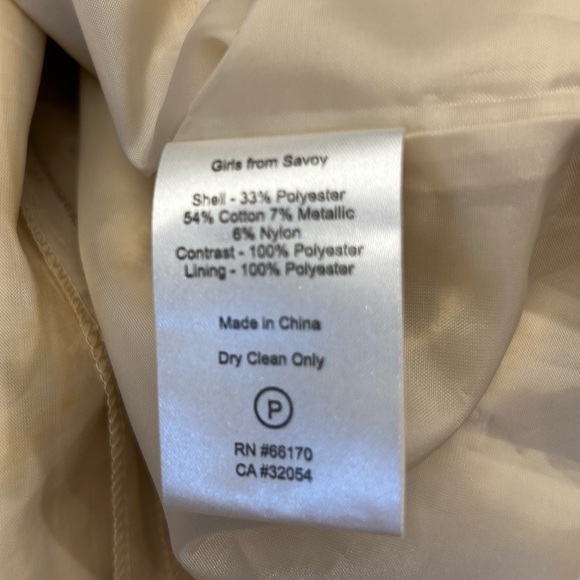 Girls from Savoy
Shell - 33% Polyester
54% Cotton 7% Metallic
6% Nylon
Contrast - 100% Polyester
Lining - 100% Polyester
Made in China
Dry Clean Only
P
RN #66170
CA #32054